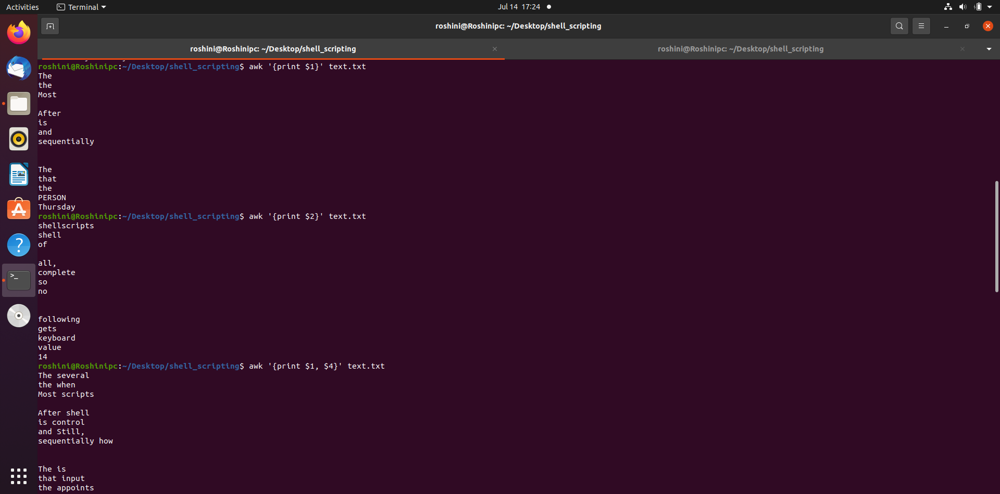 Activities
Terminal
Jul 14 17:24
roshini@Roshinipc: ~/Desktop/shell_scripting
roshini@Roshinipc: ~/Desktop/shell_scripting
roshini@Roshinipc: ~/Desktop/shell_scripting
roshini@Roshinipc:~/Desktop/shell_scripting$ awk '{print $1}' text.txt
The
the
Most
After
is
and
sequentially
The
that
the
PERSON
Thursday
roshini@Roshinipc:~/Desktop/shell_scripting$ awk '{print $2}' text.txt
shellscripts
shell
of
all,
complete
so
no
following
gets
keyboard
value
14
roshini@Roshinipc:~/Desktop/shell_scripting$ awk '{print $1, $4}' text.txt
The several
the when
Most scripts
After shell
is control
and Still,
sequentially how
The is
that input
the appoints